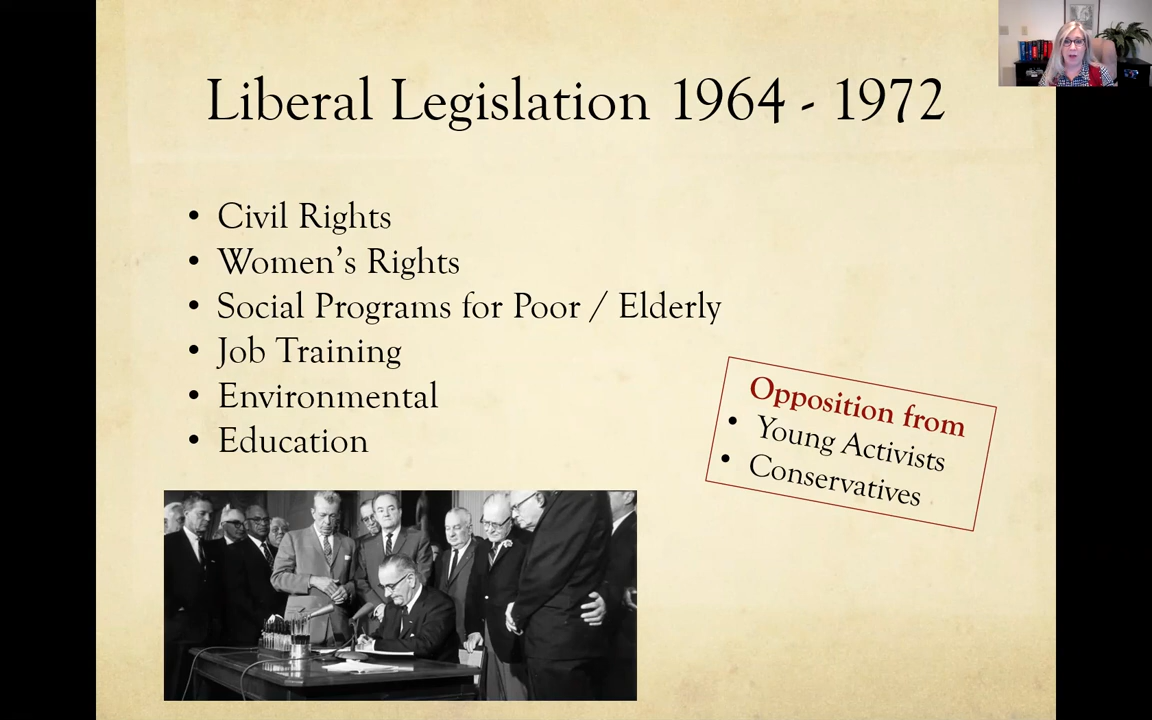 Liberal Legislation 1964 - 1972
• Civil Rights
• Women’s Rights
• Social Programs for Poor / Elderly
• Job Training
• Environmental
• Education
Opposition from
• Young Activists
• Conservatives